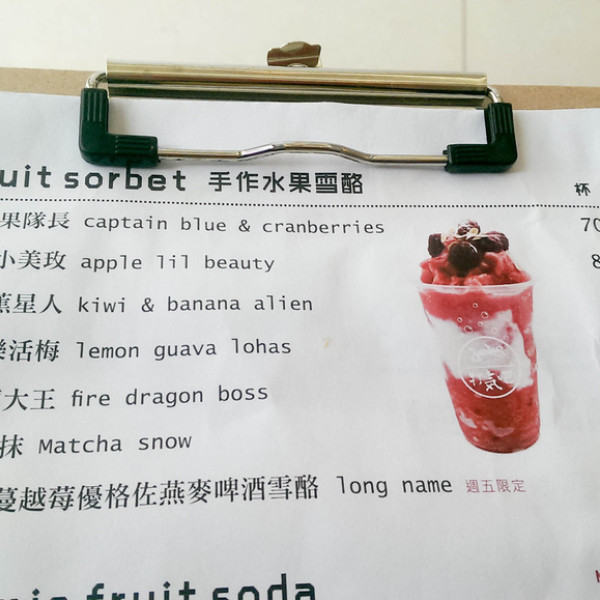 uit sorbet 手作水果雪酪 杯
果隊長 captain blue & cranberries 70
小美玫 apple lil beauty 8
蕉星人 kiwi & banana alien
樂活梅 lemon guava lohas
大王 fire dragon boss
抹 Matcha snow
蔓越莓優格佐燕麥啤酒雪酪 long name 週五限定
fruit soda